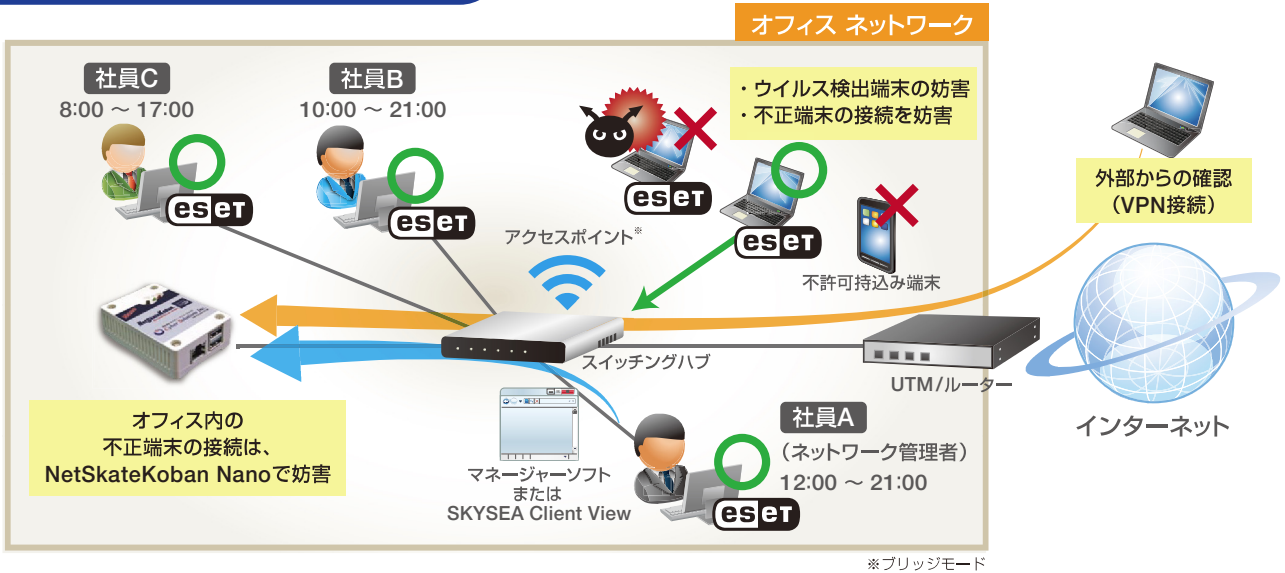 オフィス ネットワーク
社員C
8:00 ～ 17:00
社員B
10:00 ～ 21:00
・ウイルス検出端末の妨害
・不正端末の接続を妨害
外部からの確認
（VPN接続）
eset
eset
eset
eset
アクセスポイント※
不許可持込み端末
スイッチングハブ
UTM/ルーター
インターネット
オフィス内の
不正端末の接続は、
NetSkateKoban Nanoで妨害
マネージャーソフト
または
SKYSEA Client View
社員A
（ネットワーク管理者）
12:00 ～ 21:00
eset
※ブリッジモード